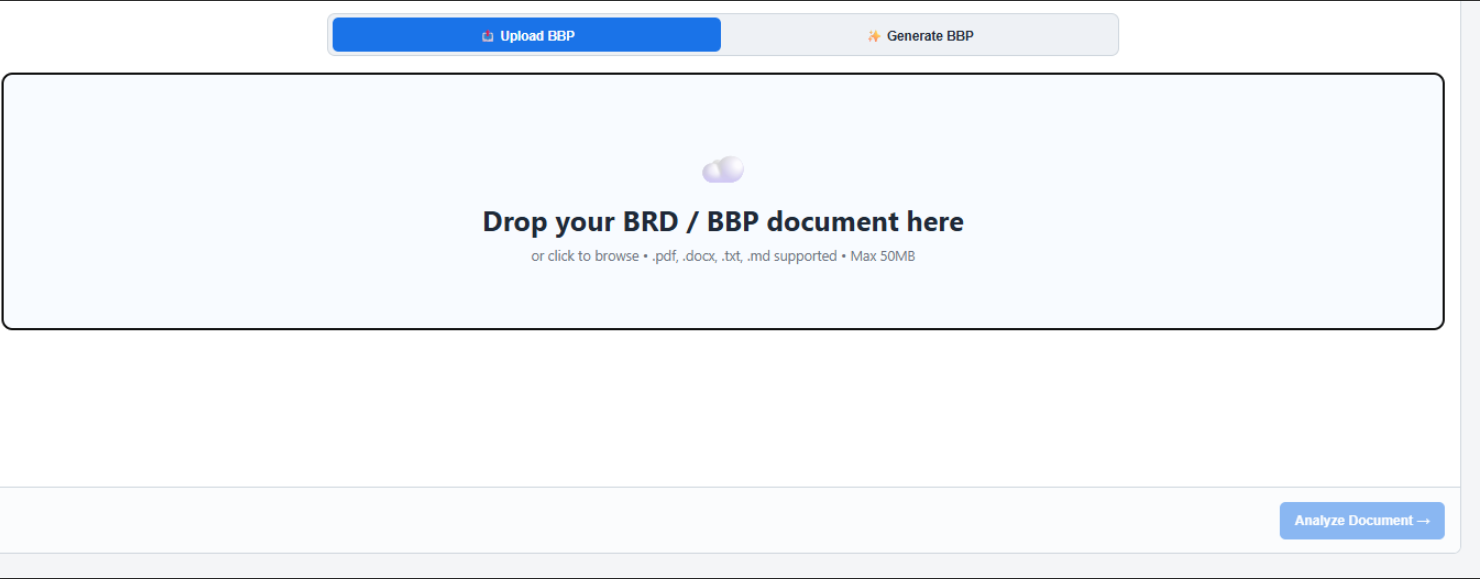 📤 Upload BBP
✨ Generate BBP
Drop your BRD / BBP document here
or click to browse • .pdf, .docx, .txt, .md supported • Max 50MB
Analyze Document →